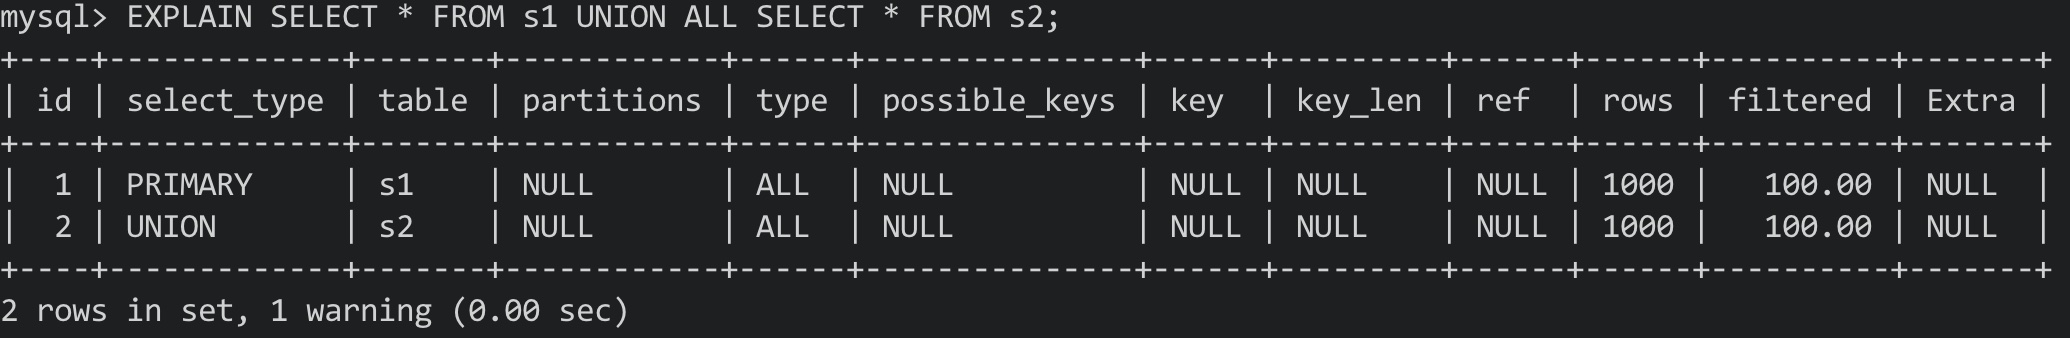 mysql> EXPLAIN SELECT * FROM s1 UNION ALL SELECT * FROM s2;
+----+-------------+-------+------------+------+---------------+------+---------+------+------+----------+-------+
| id | select_type | table | partitions | type | possible_keys | key  | key_len | ref  | rows | filtered | Extra |
+----+-------------+-------+------------+------+---------------+------+---------+------+------+----------+-------+
|  1 | PRIMARY     | s1    | NULL       | ALL  | NULL          | NULL | NULL    | NULL | 1000 |   100.00 | NULL  |
|  2 | UNION       | s2    | NULL       | ALL  | NULL          | NULL | NULL    | NULL | 1000 |   100.00 | NULL  |
+----+-------------+-------+------------+------+---------------+------+---------+------+------+----------+-------+
2 rows in set, 1 warning (0.00 sec)